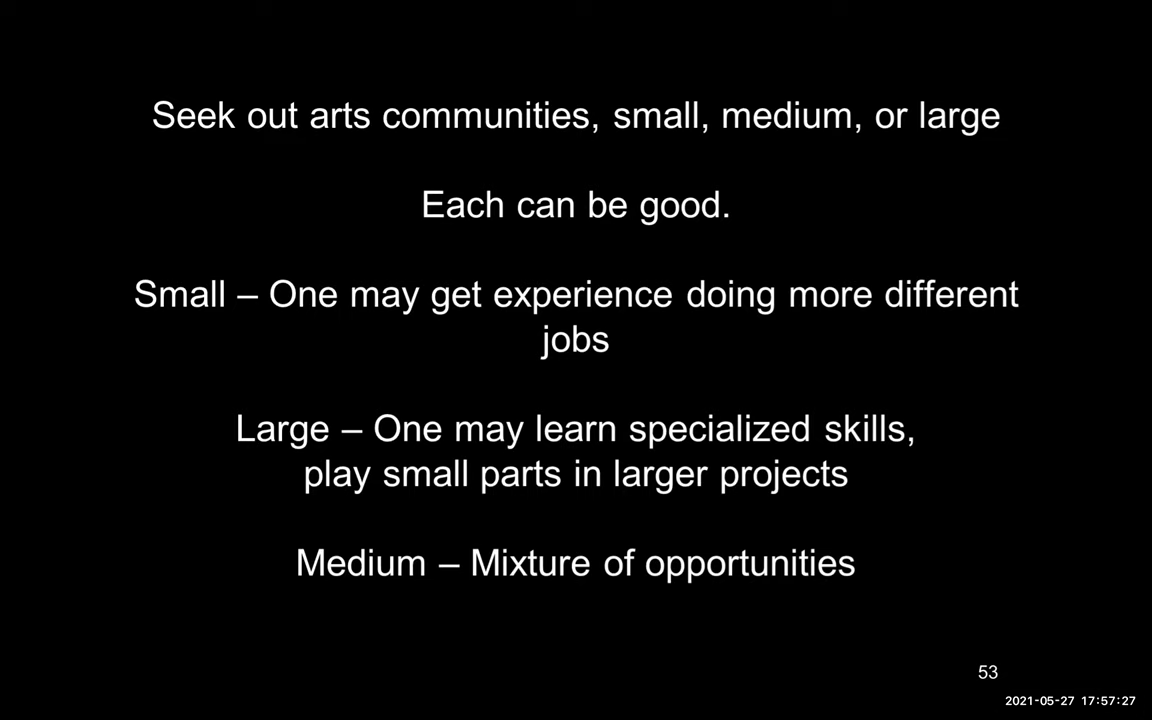 Seek out arts communities, small, medium, or large
Each can be good.
Small – One may get experience doing more different
jobs
Large – One may learn specialized skills,
play small parts in larger projects
Medium – Mixture of opportunities
53
2021-05-27 17:57:27